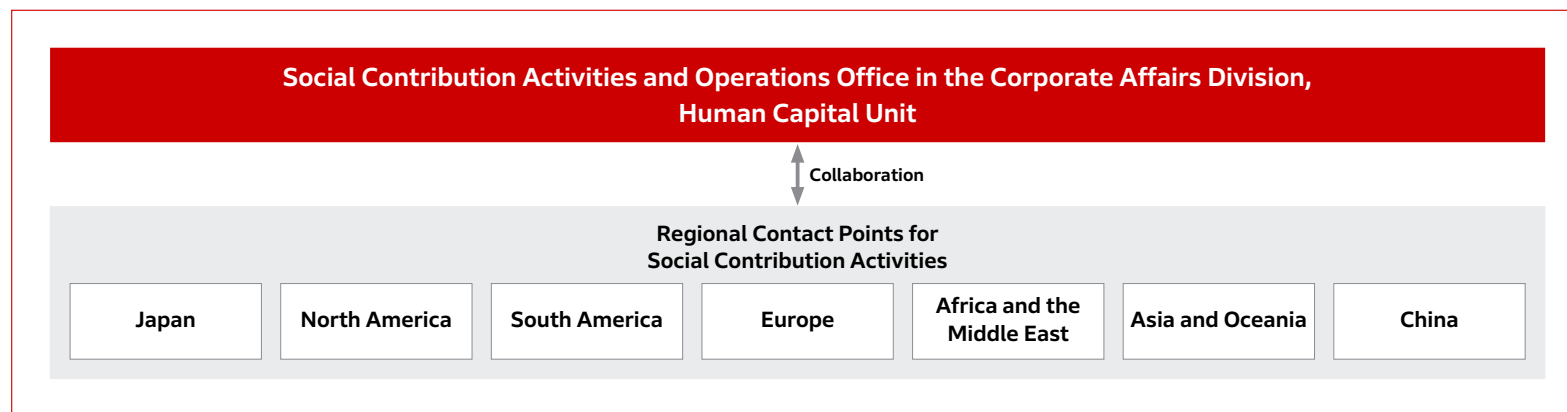 Social Contribution Activities and Operations Office in the Corporate Affairs Division,
Human Capital Unit
Collaboration
Regional Contact Points for
Social Contribution Activities
Japan
North America
South America
Europe
Africa and the
Middle East
Asia and Oceania
China